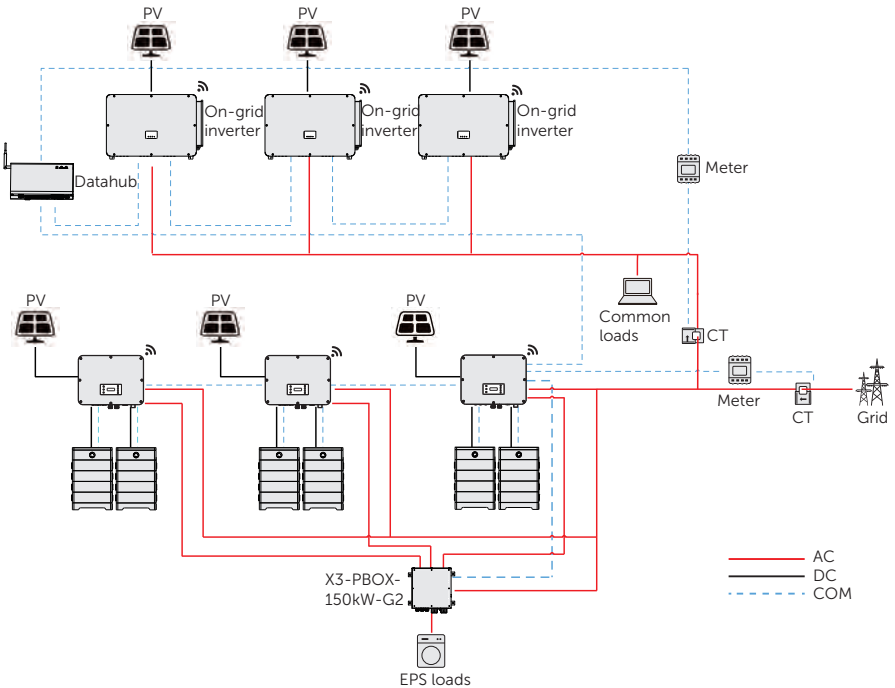 PV
PV
PV
On-grid
inverter
On-grid
inverter
On-grid
inverter
Datahub
Meter
Common
loads
CT
PV
PV
PV
Meter
CT
Grid
X3-PBOX-
150kW-G2
EPS loads
AC
DC
COM